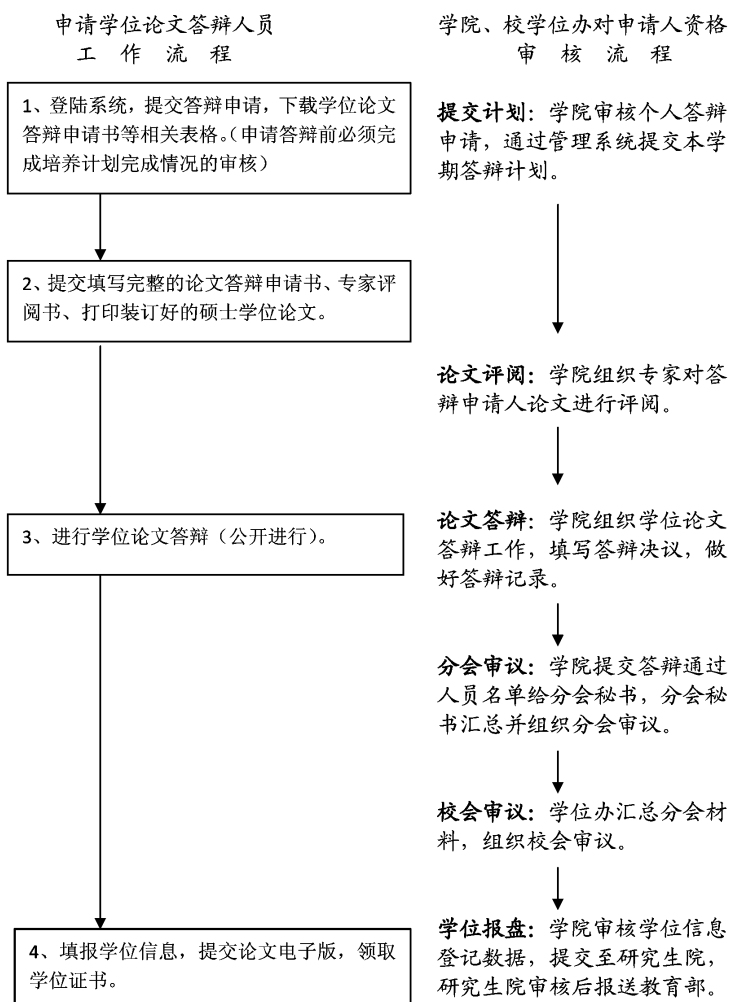 申请学位论文答辩人员
工 作 流 程
1、登陆系统，提交答辩申请，下载学位论文
答辩申请书等相关表格。（申请答辩前必须完
成培养计划完成情况的审核）
2、提交填写完整的论文答辩申请书、专家评
阅书、打印装订好的硕士学位论文。
3、进行学位论文答辩（公开进行）。
4、填报学位信息，提交论文电子版，领取
学位证书。
学院、校学位办对申请人资格
审 核 流 程
提交计划：学院审核个人答辩
申请，通过管理系统提交本学
期答辩计划。
论文评阅：学院组织专家对答
辩申请人论文进行评阅。
论文答辩：学院组织学位论文
答辩工作，填写答辩决议，做
好答辩记录。
分会审议：学院提交答辩通过
人员名单给分会秘书，分会秘
书汇总并组织分会审议。
校会审议：学位办汇总分会材
料，组织校会审议。
学位报盘：学院审核学位信息
登记数据，提交至研究生院，
研究生院审核后报送教育部。